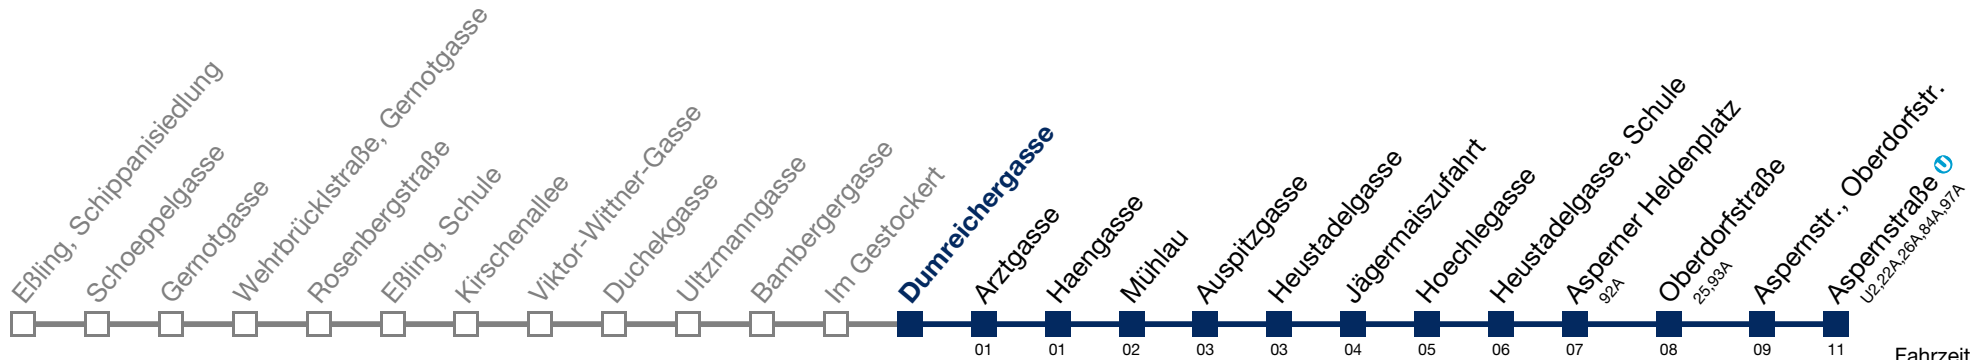 Eßling, Schippanisiedlung
Schoeppelgasse
Gernotgasse
Wehrbrücklstraße, Gernotgasse
Rosenbergstraße
Eßling, Schule
Kirschenallee
Viktor-Wittner-Gasse
Duchekgasse
Ultzmanngasse
Bambergergasse
Im Gestockert
Dumreichergasse
Arztgasse
01
Haengasse
01
Mühlau
02
Auspitzgasse
03
Heustadelgasse
03
Jägermaiszufahrt
04
Hoechlegasse
05
Heustadelgasse, Schule
06
Asperner Heldenplatz
92A
07
Oberdorfstraße
25,93A
08
Aspernstr., Oberdorfstr.
09
Aspernstraße U
U2,22A,26A,84A,97A
11
Fahrzeit